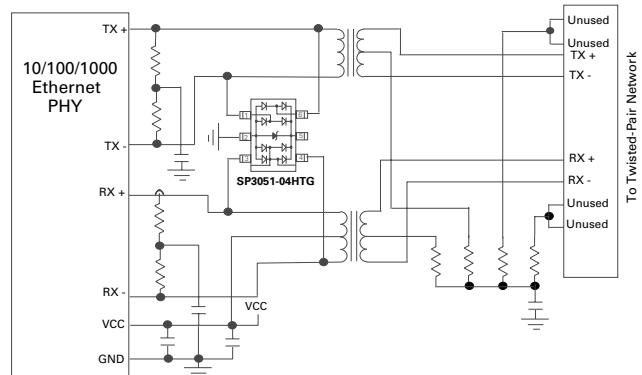 TX +
10/100/1000
Ethernet
PHY
TX -
RX +
RX -
VCC
GND
1
2
3
6
5
4
SP3051-04HTG
VCC
Unused
Unused
TX +
TX -
RX +
RX -
Unused
Unused
To Twisted-Pair Network